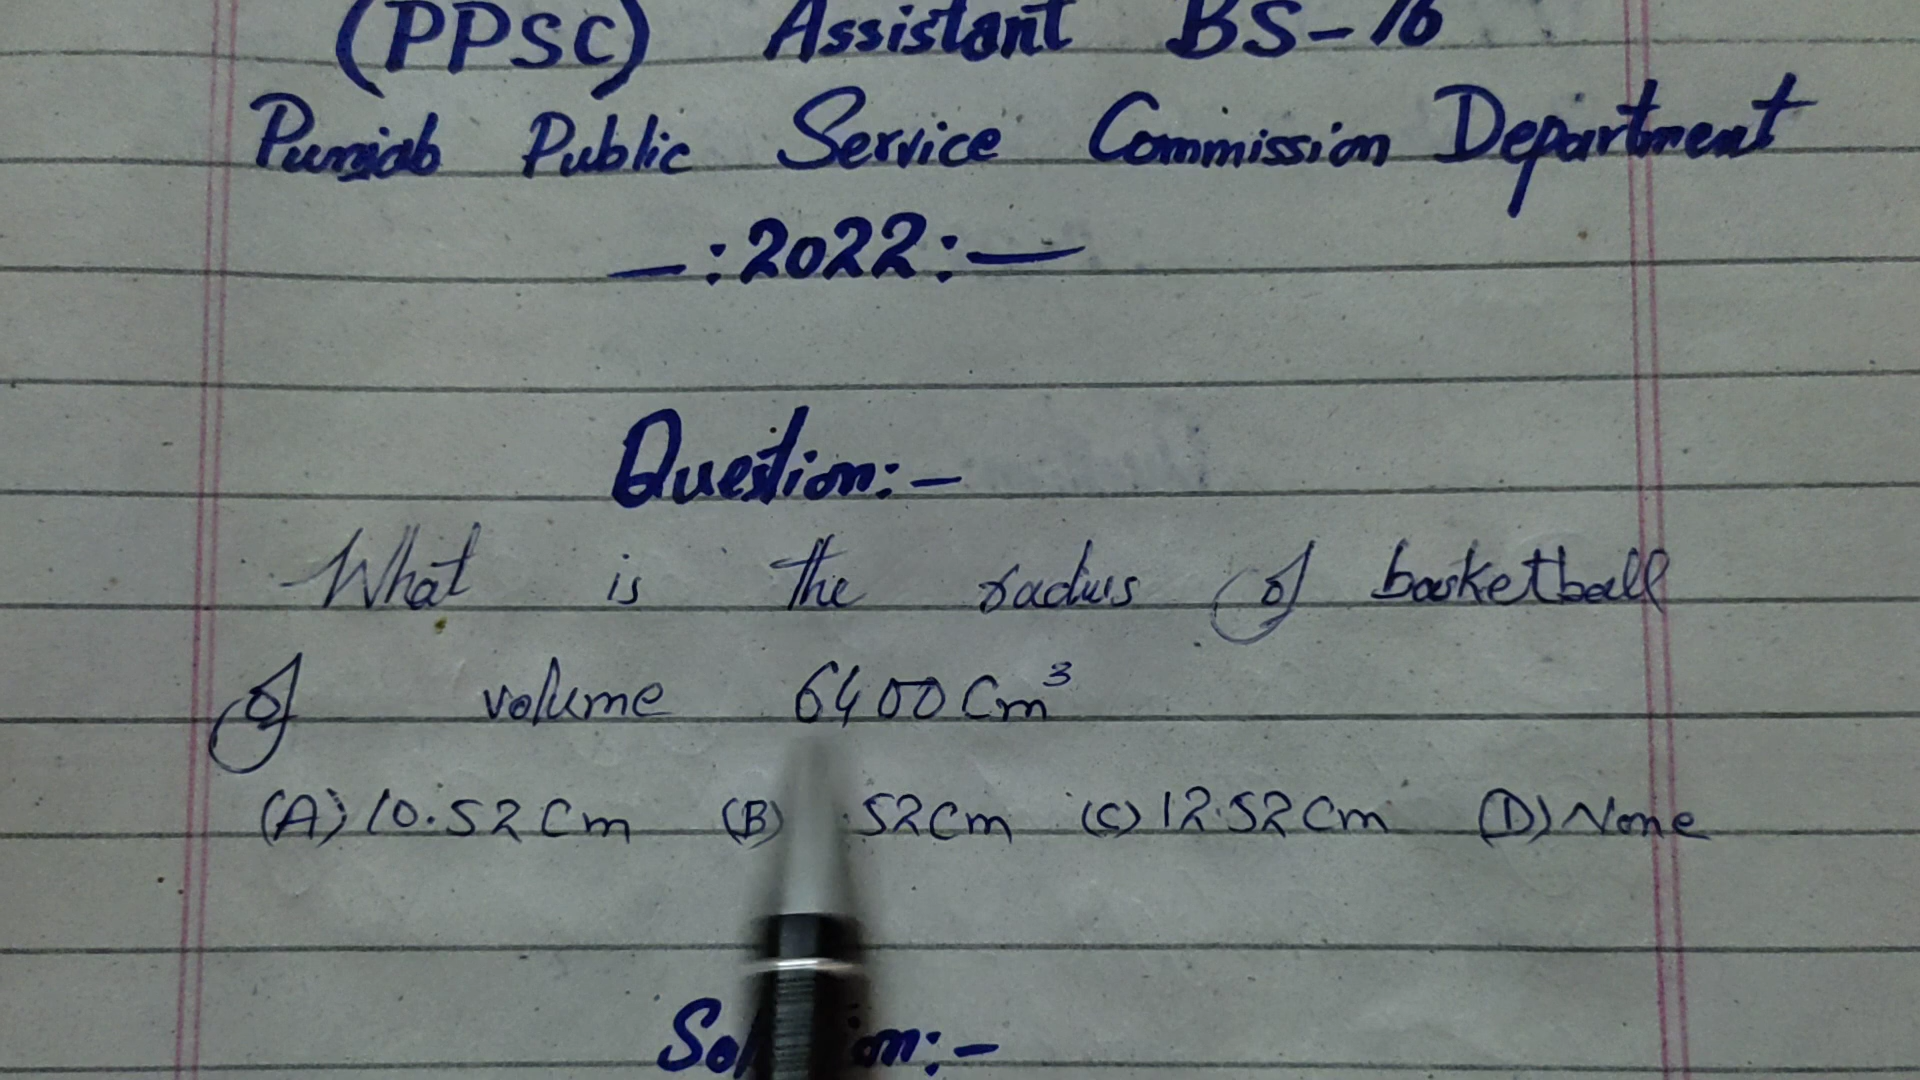 (PPSC) Assistant BS-16
Punjab Public Service Commission Department
-:2022:-
Question:-
What is the radius of basketball
of volume 6400 Cm³
(A) 10.52 Cm (B) .52 Cm (C) 12.52 Cm (D) None